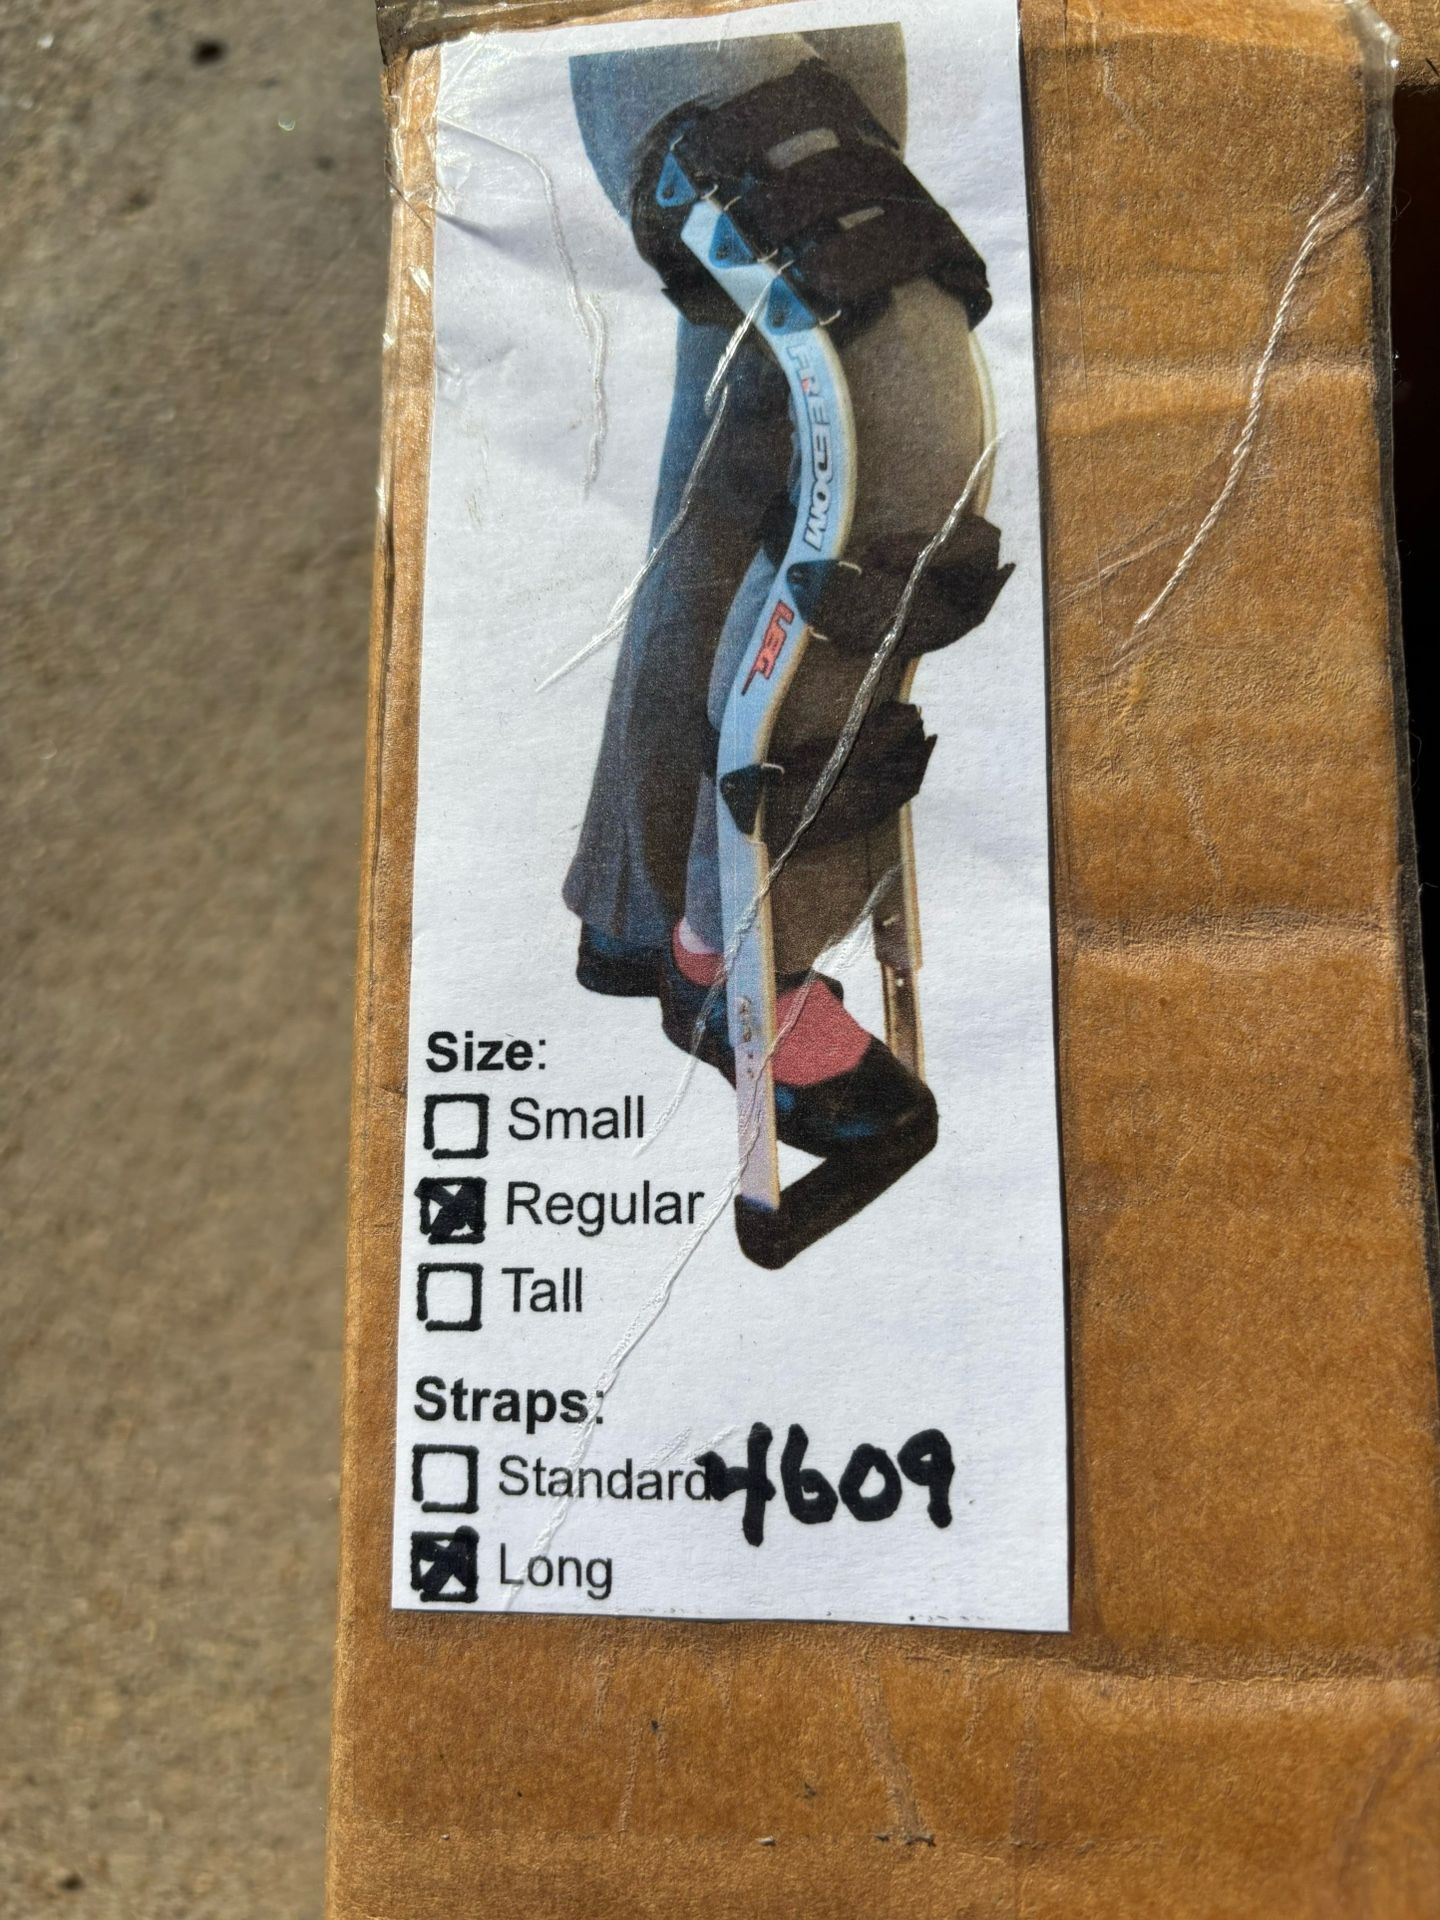 FREEDOM
LEG
Size:
Small
Regular
Tall
Straps:
Standard 4609
Long